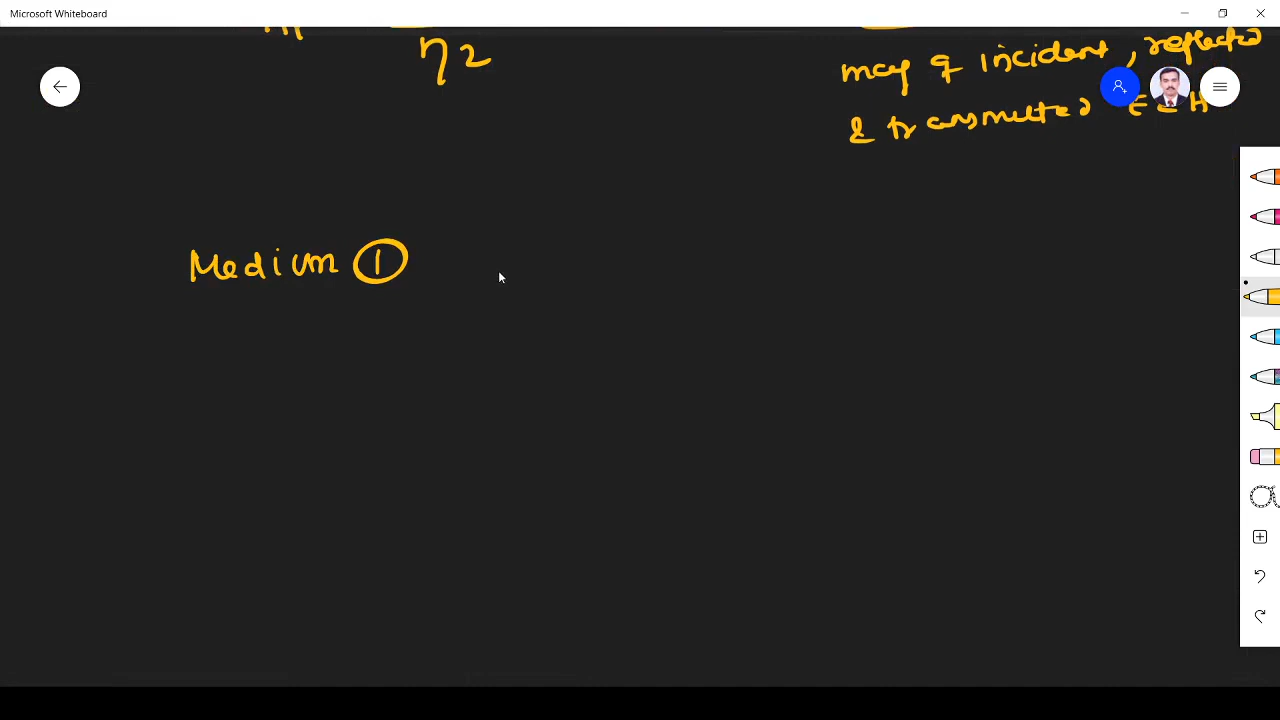 Microsoft Whiteboard
η2
mag of incident, reflected
& transmitted E & H
Medium 1